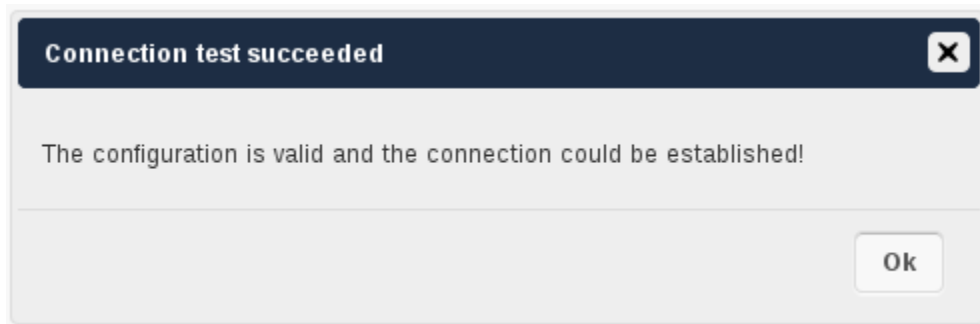 Connection test succeeded
The configuration is valid and the connection could be established!
Ok